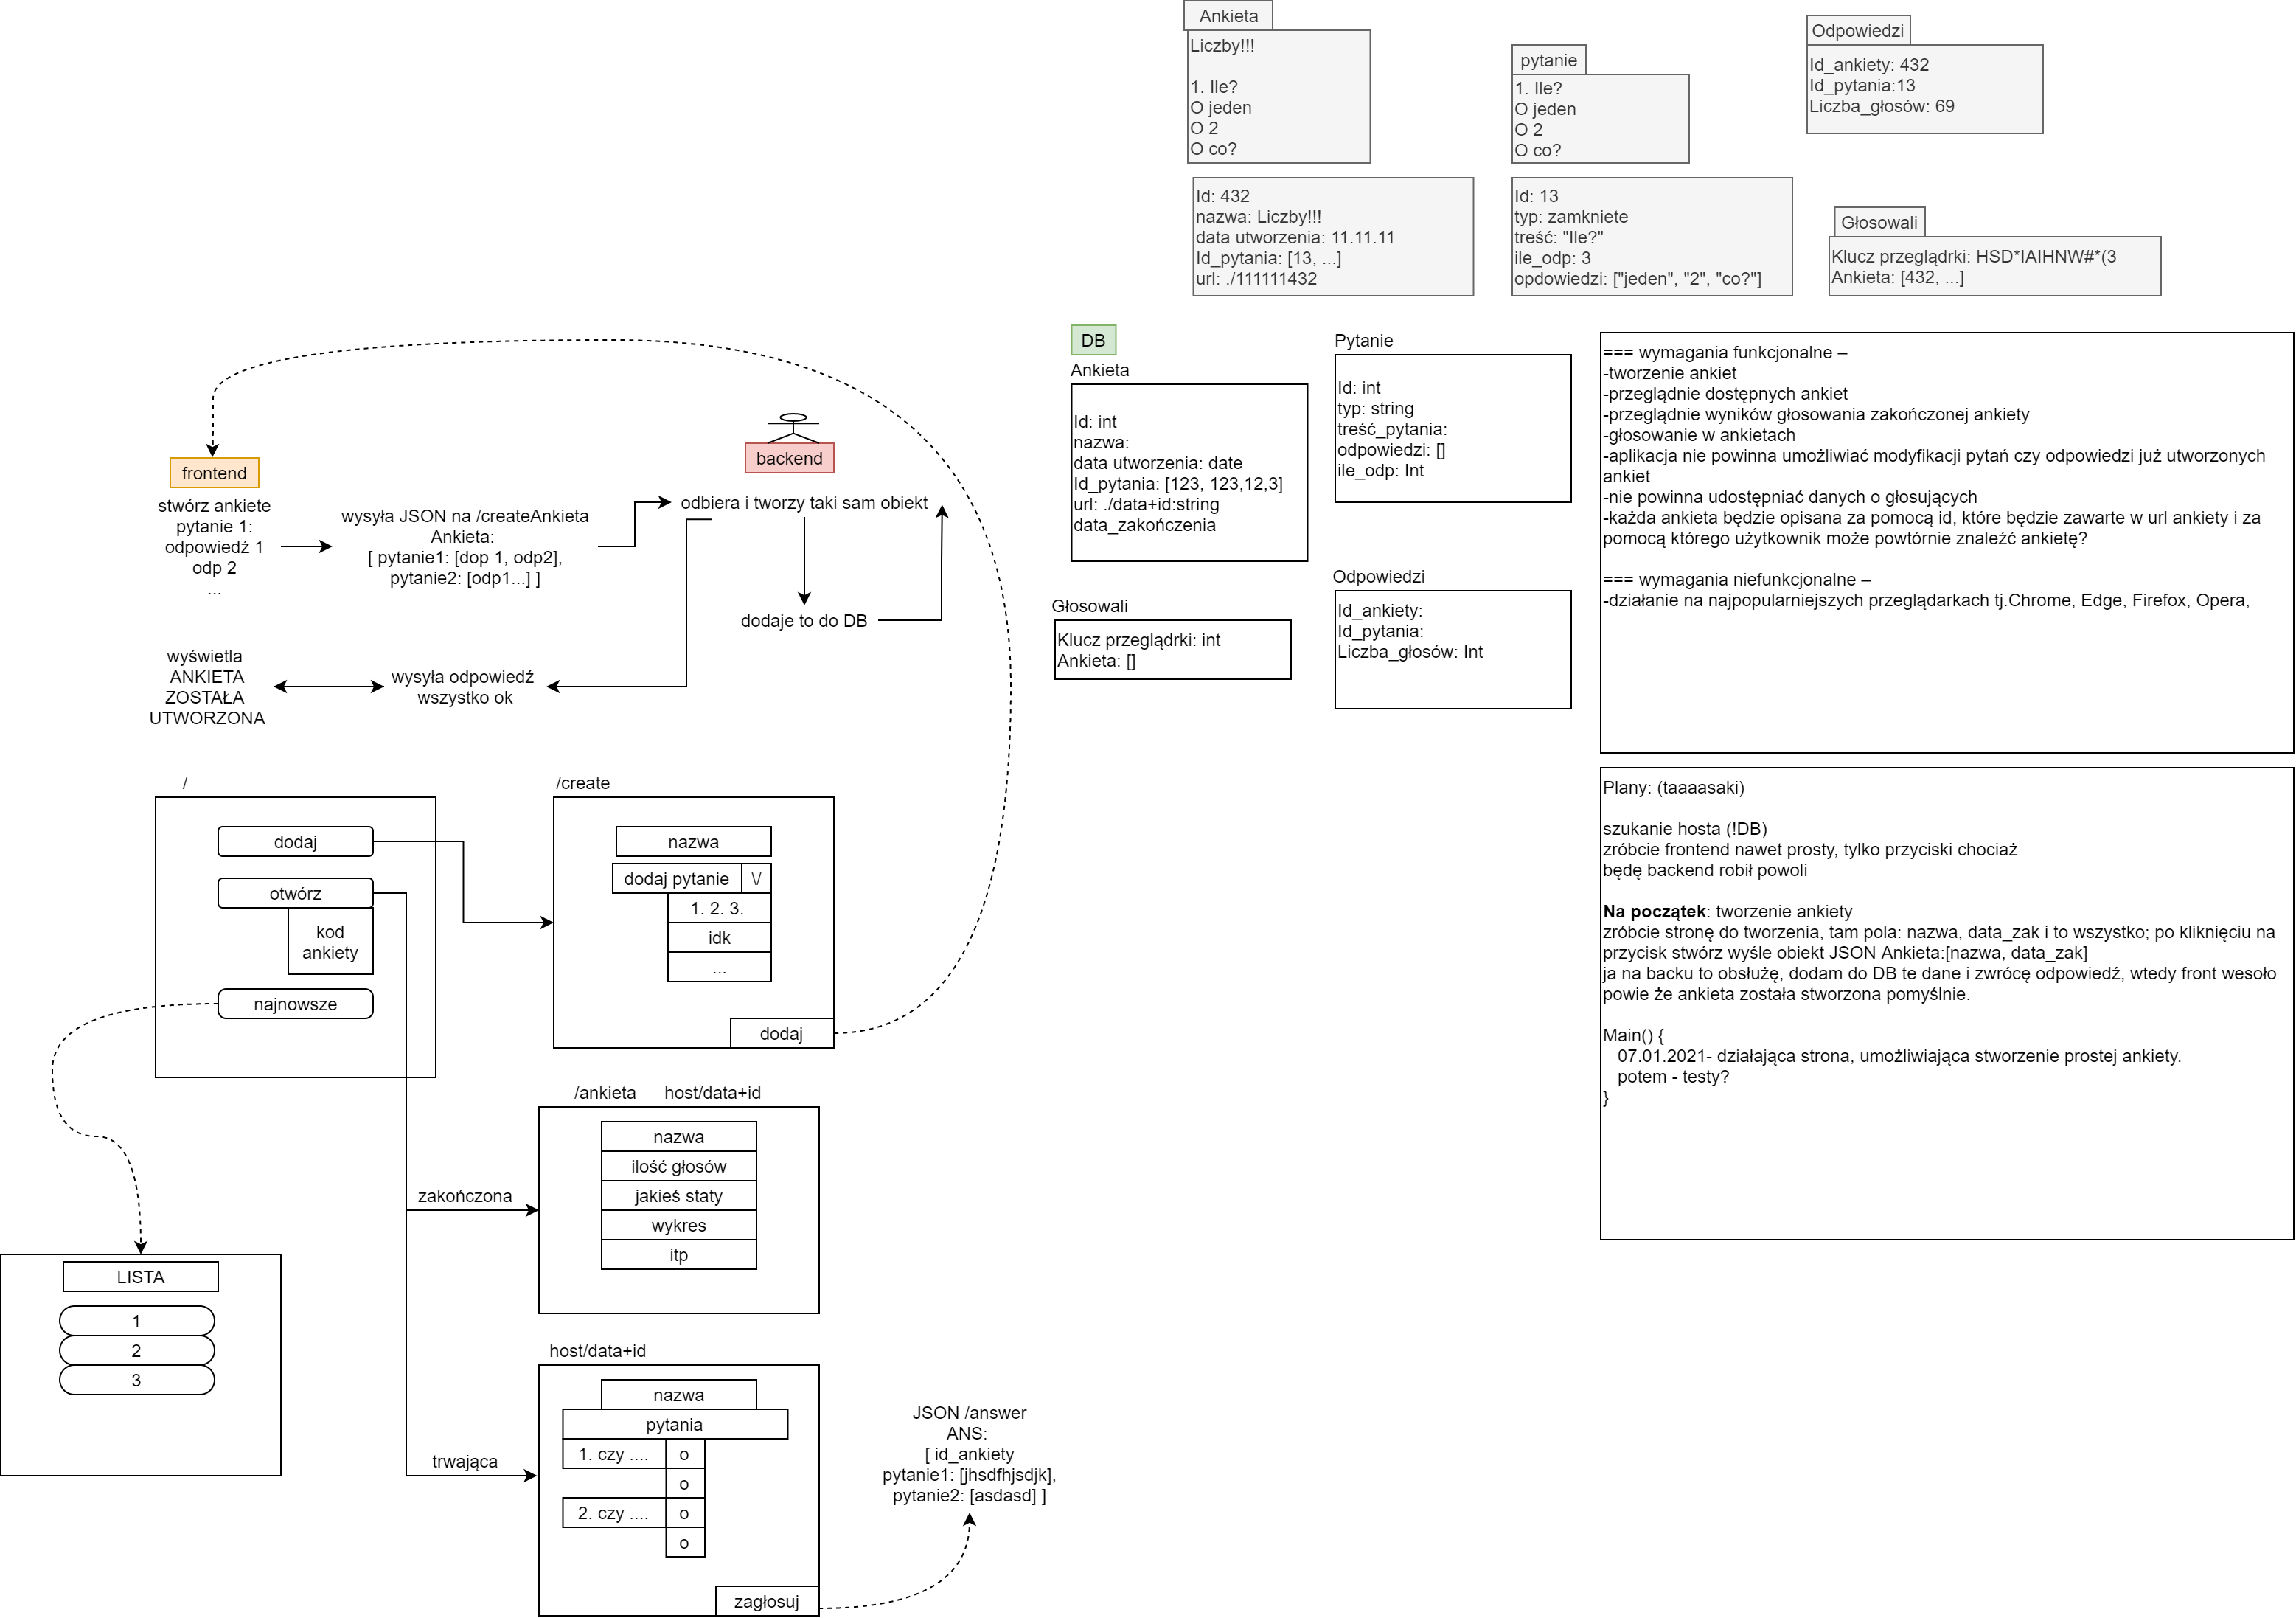 Ankieta
Liczby!!!
1. Ile?
O jeden
O 2
O co?
pytanie
1. Ile?
O jeden
O 2
O co?
Odpowiedzi
Id_ankiety: 432
Id_pytania:13
Liczba_głosów: 69
Id: 432
nazwa: Liczby!!!
data utworzenia: 11.11.11
Id_pytania: [13, ...]
url: ./111111432
Id: 13
typ: zamkniete
treść: "Ile?"
ile_odp: 3
opdowiedzi: ["jeden", "2", "co?"]
Głosowali
Klucz przeglądrki: HSD*IAIHNW#*(3
Ankieta: [432, ...]
DB
Ankieta
Id: int
nazwa:
data utworzenia: date
Id_pytania: [123, 123,12,3]
url: ./data+id:string
data_zakończenia
Pytanie
Id: int
typ: string
treść_pytania:
odpowiedzi: []
ile_odp: Int
Głosowali
Klucz przeglądrki: int
Ankieta: []
Odpowiedzi
Id_ankiety:
Id_pytania:
Liczba_głosów: Int
=== wymagania funkcjonalne –
-tworzenie ankiet
-przeglądnie dostępnych ankiet
-przeglądnie wyników głosowania zakończonej ankiety
-głosowanie w ankietach
-aplikacja nie powinna umożliwiać modyfikacji pytań czy odpowiedzi już utworzonych
ankiet
-nie powinna udostępniać danych o głosujących
-każda ankieta będzie opisana za pomocą id, które będzie zawarte w url ankiety i za
pomocą którego użytkownik może powtórnie znaleźć ankietę?
=== wymagania niefunkcjonalne –
-działanie na najpopularniejszych przeglądarkach tj.Chrome, Edge, Firefox, Opera,
Plany: (taaaasaki)
szukanie hosta (!DB)
zróbcie frontend nawet prosty, tylko przyciski chociaż
będę backend robił powoli
Na początek: tworzenie ankiety
zróbcie stronę do tworzenia, tam pola: nazwa, data_zak i to wszystko; po kliknięciu na
przycisk stwórz wyśle obiekt JSON Ankieta:[nazwa, data_zak]
ja na backu to obsłużę, dodam do DB te dane i zwrócę odpowiedź, wtedy front wesoło
powie że ankieta została stworzona pomyślnie.
Main() {
07.01.2021- działająca strona, umożliwiająca stworzenie prostej ankiety.
potem - testy?
}
frontend
stwórz ankiete
pytanie 1:
odpowiedź 1
odp 2
...
wysyła JSON na /createAnkieta
Ankieta:
[ pytanie1: [dop 1, odp2],
pytanie2: [odp1...] ]
backend
odbiera i tworzy taki sam obiekt
dodaje to do DB
wysyła odpowiedź
wszystko ok
wyświetla
ANKIETA
ZOSTAŁA
UTWORZONA
/
dodaj
otwórz
kod
ankiety
najnowsze
/create
nazwa
dodaj pytanie
\/
1. 2. 3.
idk
...
dodaj
/ankieta
host/data+id
nazwa
ilość głosów
jakieś staty
wykres
itp
zakończona
LISTA
1
2
3
trwająca
host/data+id
nazwa
pytania
1. czy ....
o
o
2. czy ....
o
o
zagłosuj
JSON /answer
ANS:
[ id_ankiety
pytanie1: [jhsdfhjsdjk],
pytanie2: [asdasd] ]